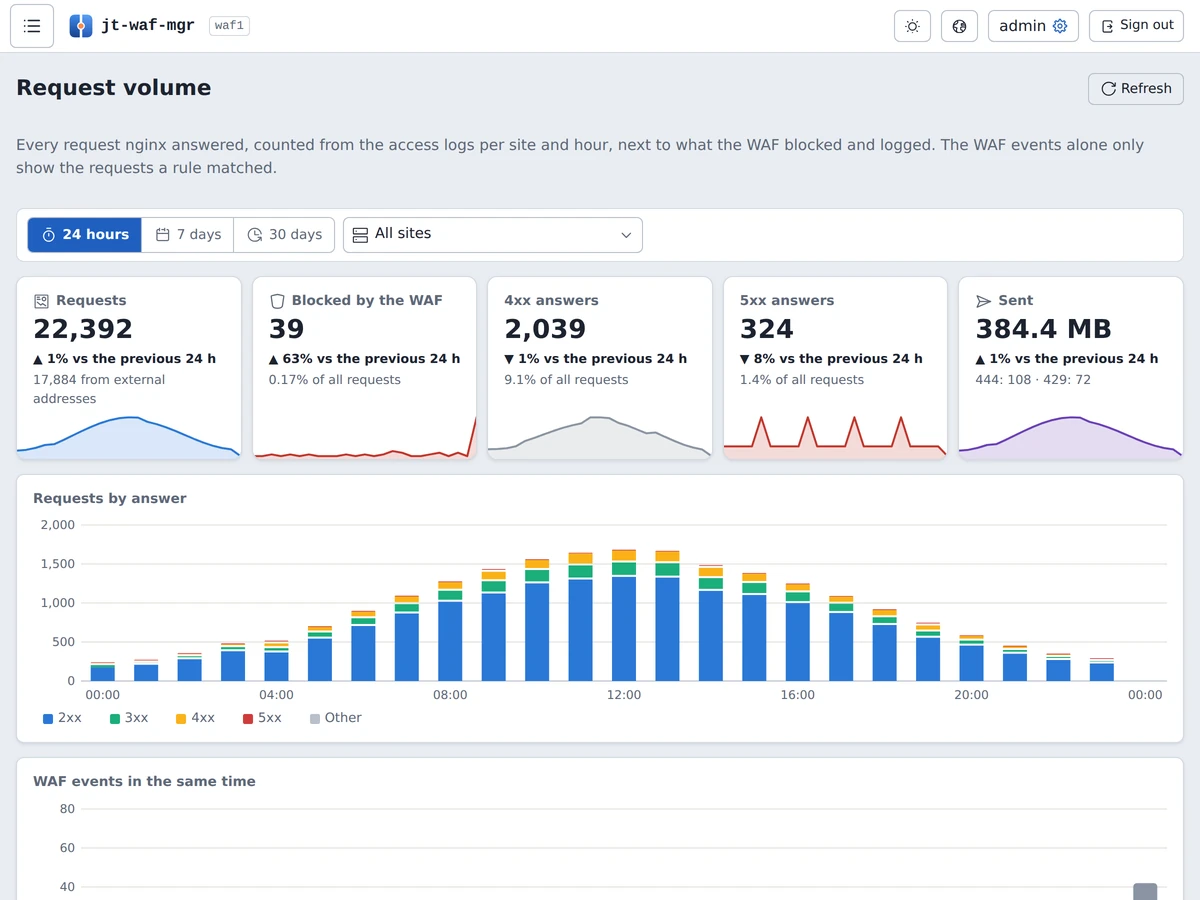 jt-waf-mgr waf1 admin Sign out
Request volume Refresh
Every request nginx answered, counted from the access logs per site and hour, next to what the WAF blocked and logged. The WAF events alone only
show the requests a rule matched.
24 hours 7 days 30 days All sites
Requests
22,392
▲ 1% vs the previous 24 h
17,884 from external
addresses
Blocked by the WAF
39
▲ 63% vs the previous 24 h
0.17% of all requests
4xx answers
2,039
▼ 1% vs the previous 24 h
9.1% of all requests
5xx answers
324
▼ 8% vs the previous 24 h
1.4% of all requests
Sent
384.4 MB
▲ 1% vs the previous 24 h
444: 108 · 429: 72
Requests by answer
2,000
1,500
1,000
500
0
00:00 04:00 08:00 12:00 16:00 20:00 00:00
2xx 3xx 4xx 5xx Other
WAF events in the same time
80
60
40